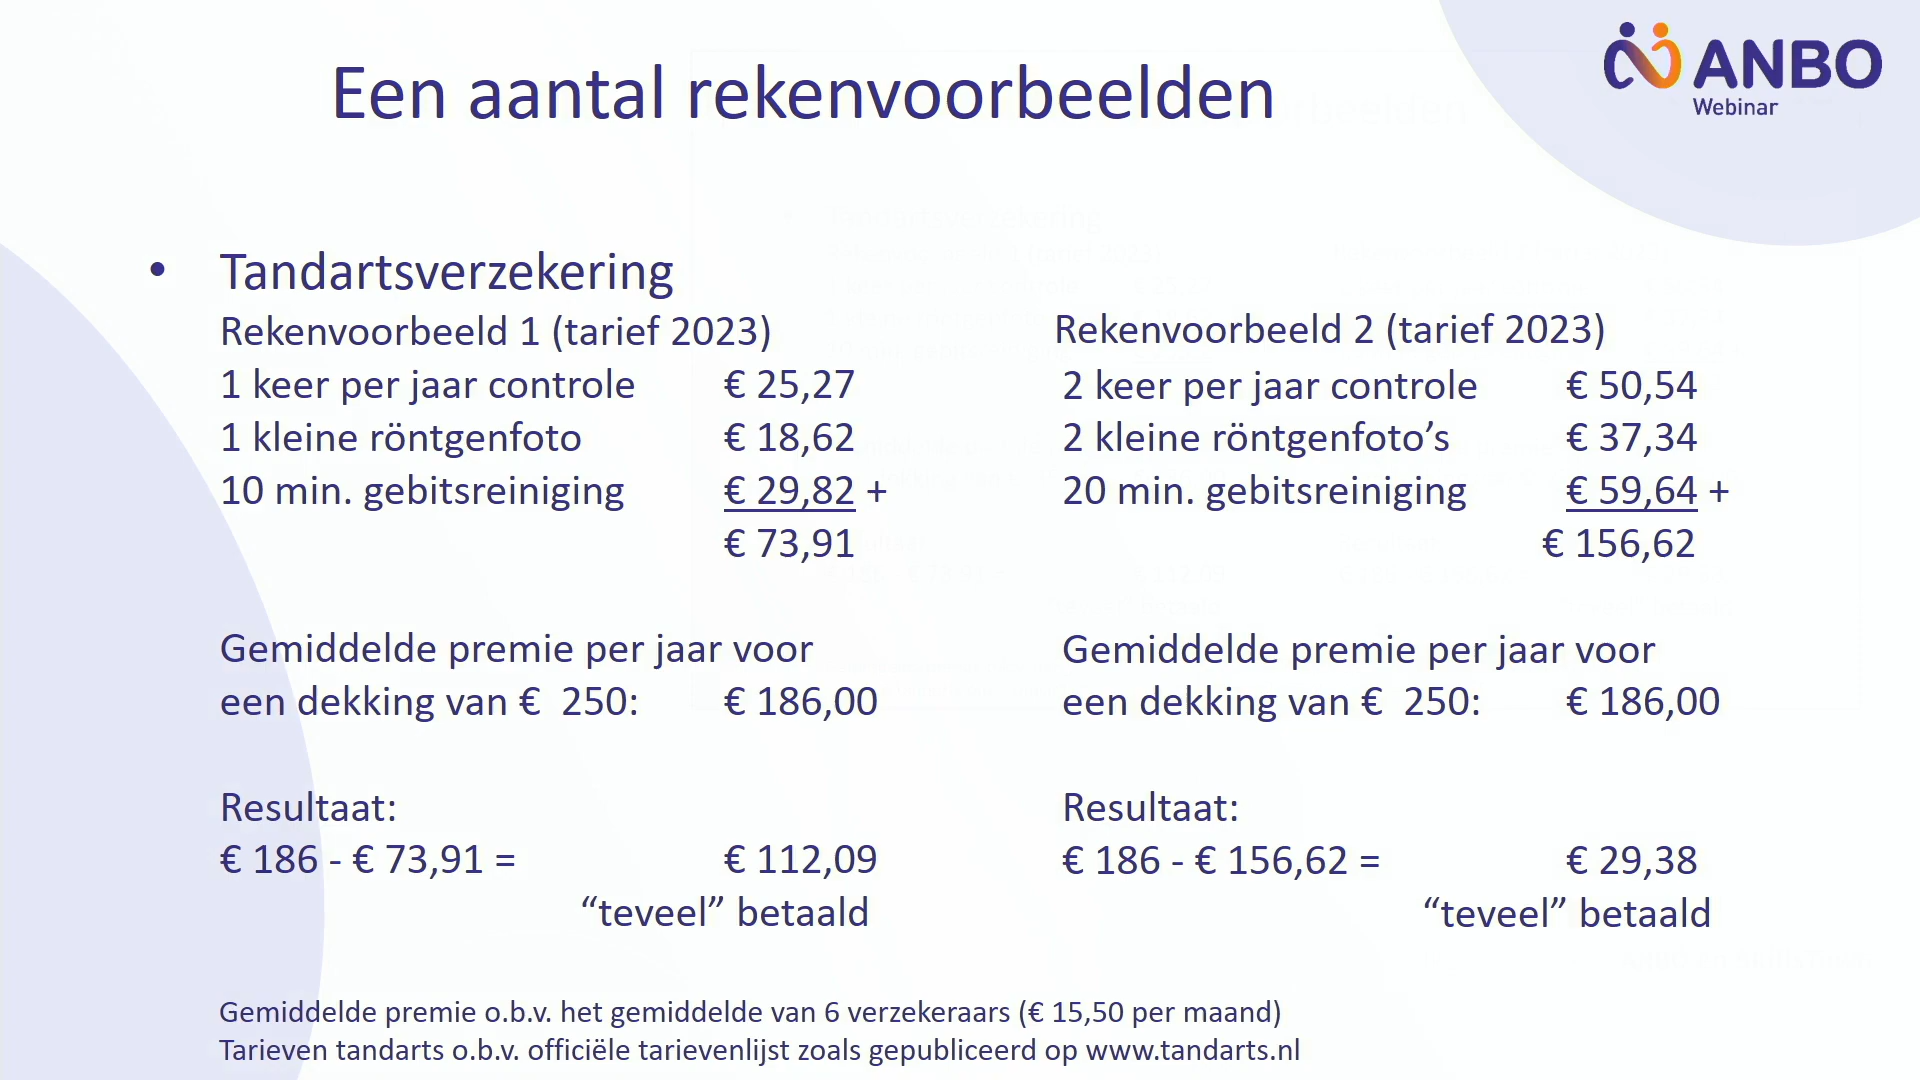 ANBO
Webinar
Een aantal rekenvoorbeelden
• Tandartsverzekering
Rekenvoorbeeld 1 (tarief 2023)
1 keer per jaar controle € 25,27
1 kleine röntgenfoto € 18,62
10 min. gebitsreiniging € 29,82 +
€ 73,91
Gemiddelde premie per jaar voor
een dekking van € 250: € 186,00
Resultaat:
€ 186 - € 73,91 = € 112,09
“teveel” betaald
Rekenvoorbeeld 2 (tarief 2023)
2 keer per jaar controle € 50,54
2 kleine röntgenfoto’s € 37,34
20 min. gebitsreiniging € 59,64 +
€ 156,62
Gemiddelde premie per jaar voor
een dekking van € 250: € 186,00
Resultaat:
€ 186 - € 156,62 = € 29,38
“teveel” betaald
Gemiddelde premie o.b.v. het gemiddelde van 6 verzekeraars (€ 15,50 per maand)
Tarieven tandarts o.b.v. officiële tarievenlijst zoals gepubliceerd op www.tandarts.nl